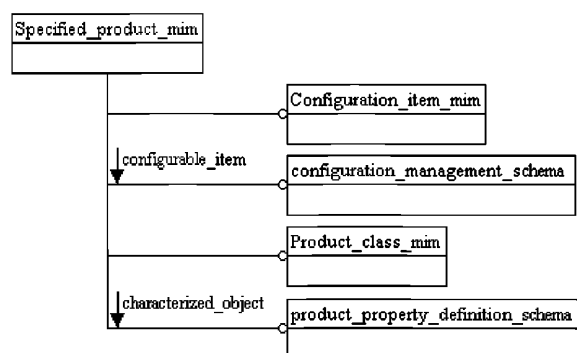 Specified_product_mim
Configuration_item_mim
configurable_item
configuration_management_schema
Product_class_mim
characterized_object
product_property_definition_schema